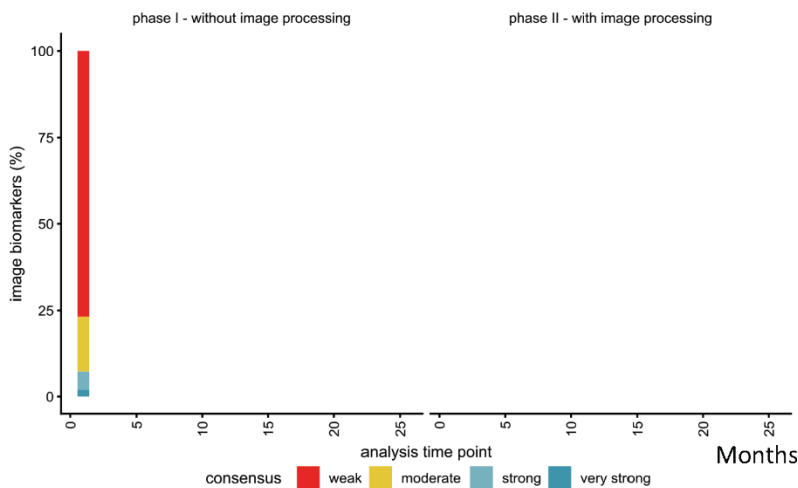 phase I - without image processing
phase II - with image processing
image biomarkers (%)
100
75
50
25
0
0 5 10 15 20 25
0 5 10 15 20 25
analysis time point
Months
consensus weak moderate strong very strong